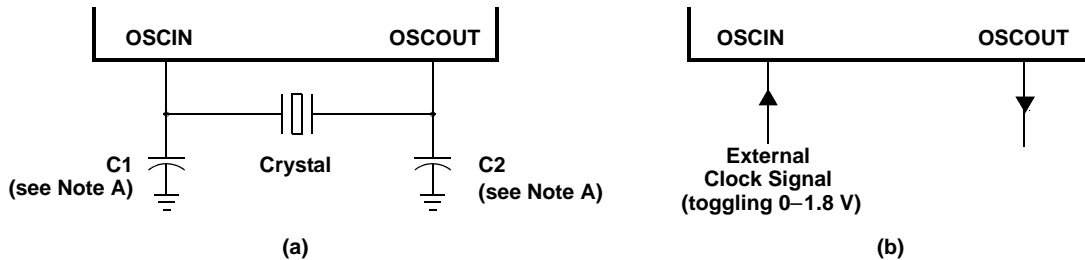 OSCIN
OSCOUT
C1
(see Note A)
Crystal
C2
(see Note A)
(a)
OSCIN
OSCOUT
External
Clock Signal
(toggling 0–1.8 V)
(b)